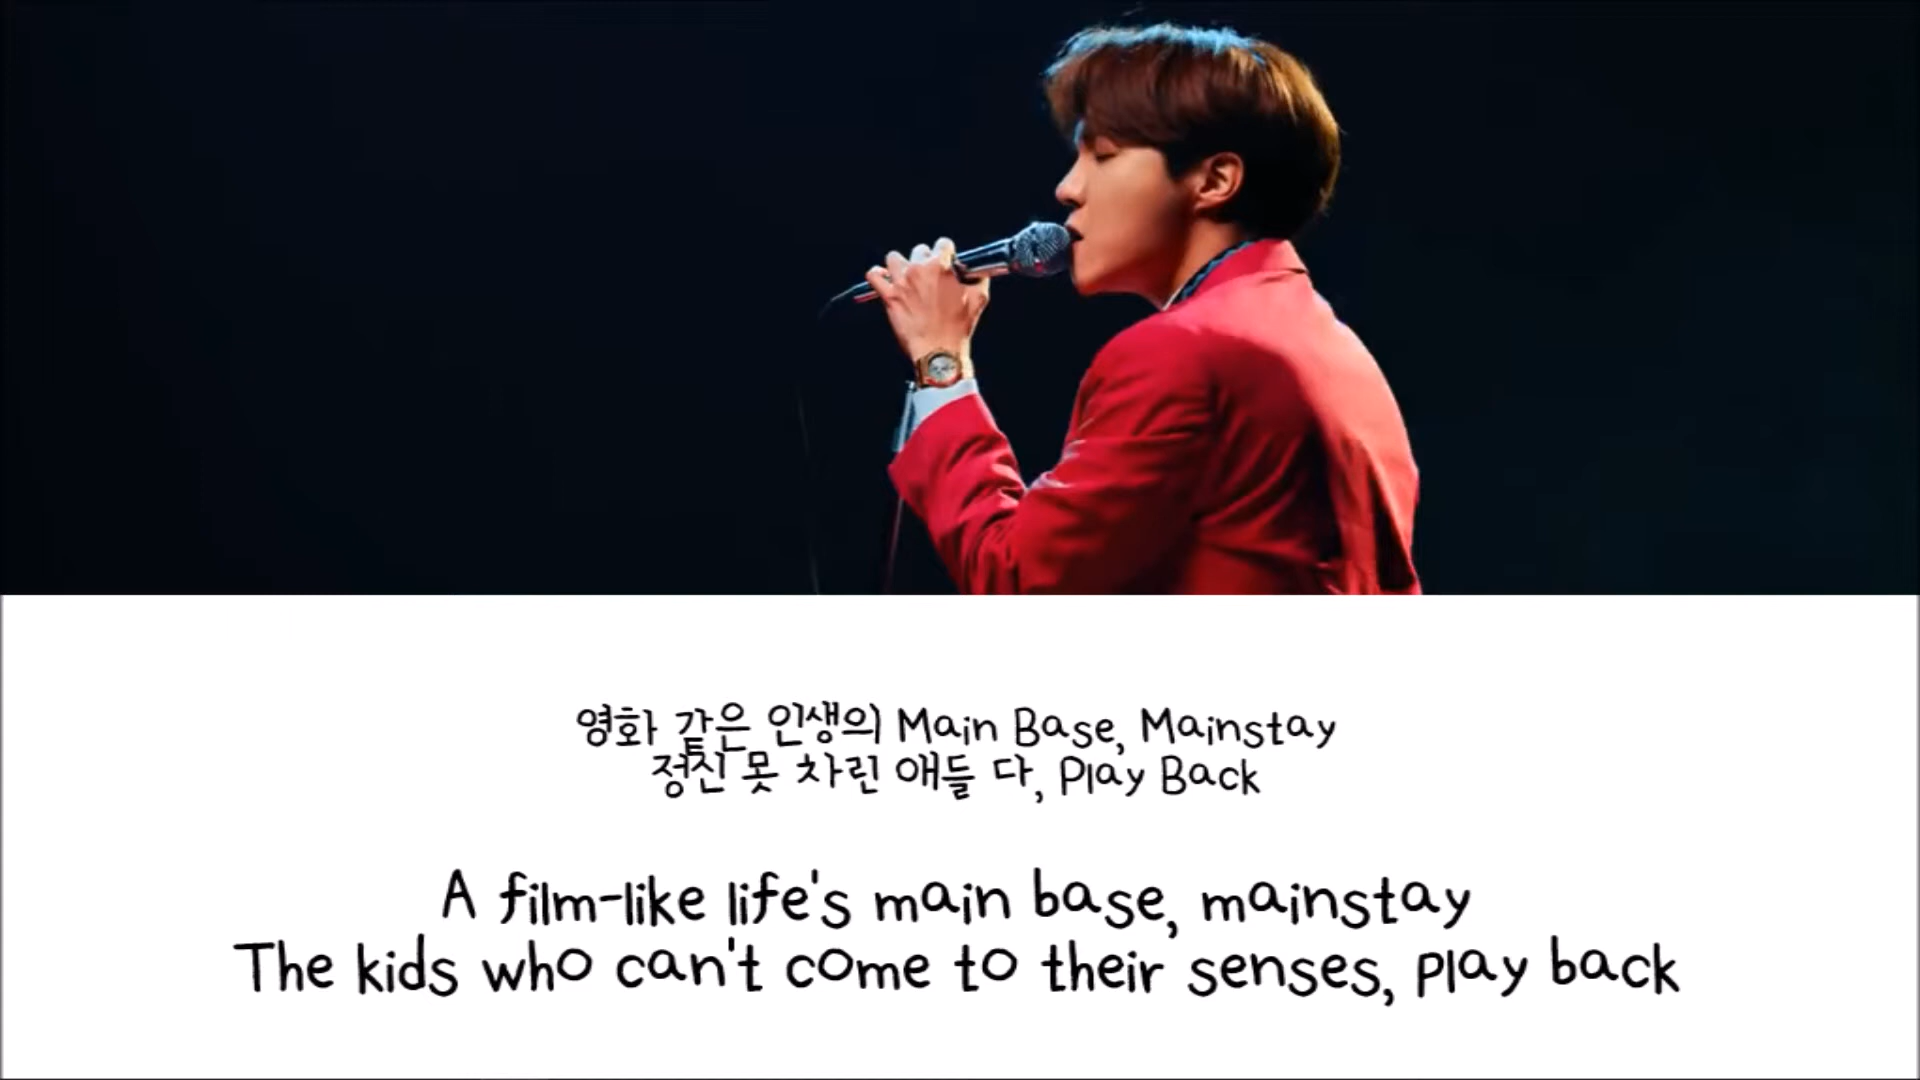 영화 같은 인생의 Main Base, Mainstay
정신 못 차린 애들 다, Play Back
A film-like life's main base, mainstay
The kids who can't come to their senses, play back